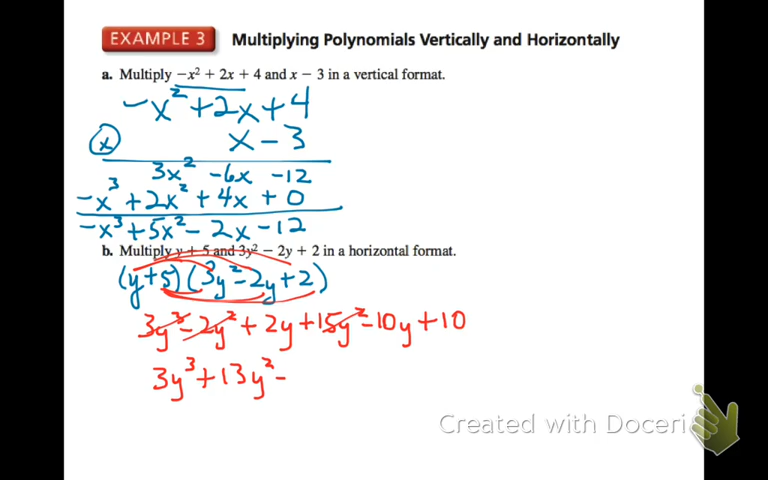 EXAMPLE 3 Multiplying Polynomials Vertically and Horizontally
a. Multiply −x² + 2x + 4 and x − 3 in a vertical format.
−x² + 2x + 4
(x) x − 3
3x² − 6x − 12
−x³ + 2x² + 4x + 0
−x³ + 5x² − 2x − 12
b. Multiply y + 5 and 3y² − 2y + 2 in a horizontal format.
(y+5)(3y² − 2y + 2)
3y³ − 2y² + 2y + 15y² − 10y + 10
3y³ + 13y² −
Created with Doceri